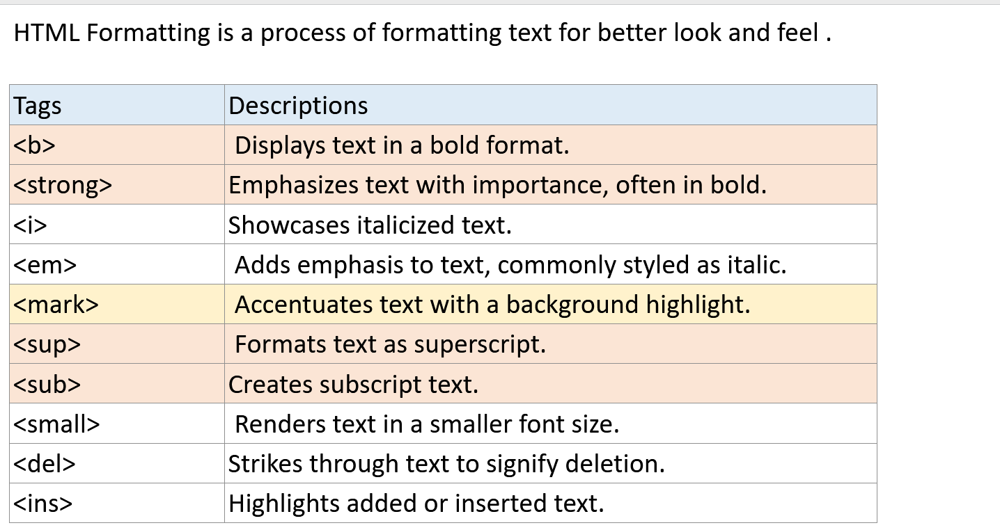 HTML Formatting is a process of formatting text for better look and feel .
Tags Descriptions
<b> Displays text in a bold format.
<strong> Emphasizes text with importance, often in bold.
<i> Showcases italicized text.
<em> Adds emphasis to text, commonly styled as italic.
<mark> Accentuates text with a background highlight.
<sup> Formats text as superscript.
<sub> Creates subscript text.
<small> Renders text in a smaller font size.
<del> Strikes through text to signify deletion.
<ins> Highlights added or inserted text.